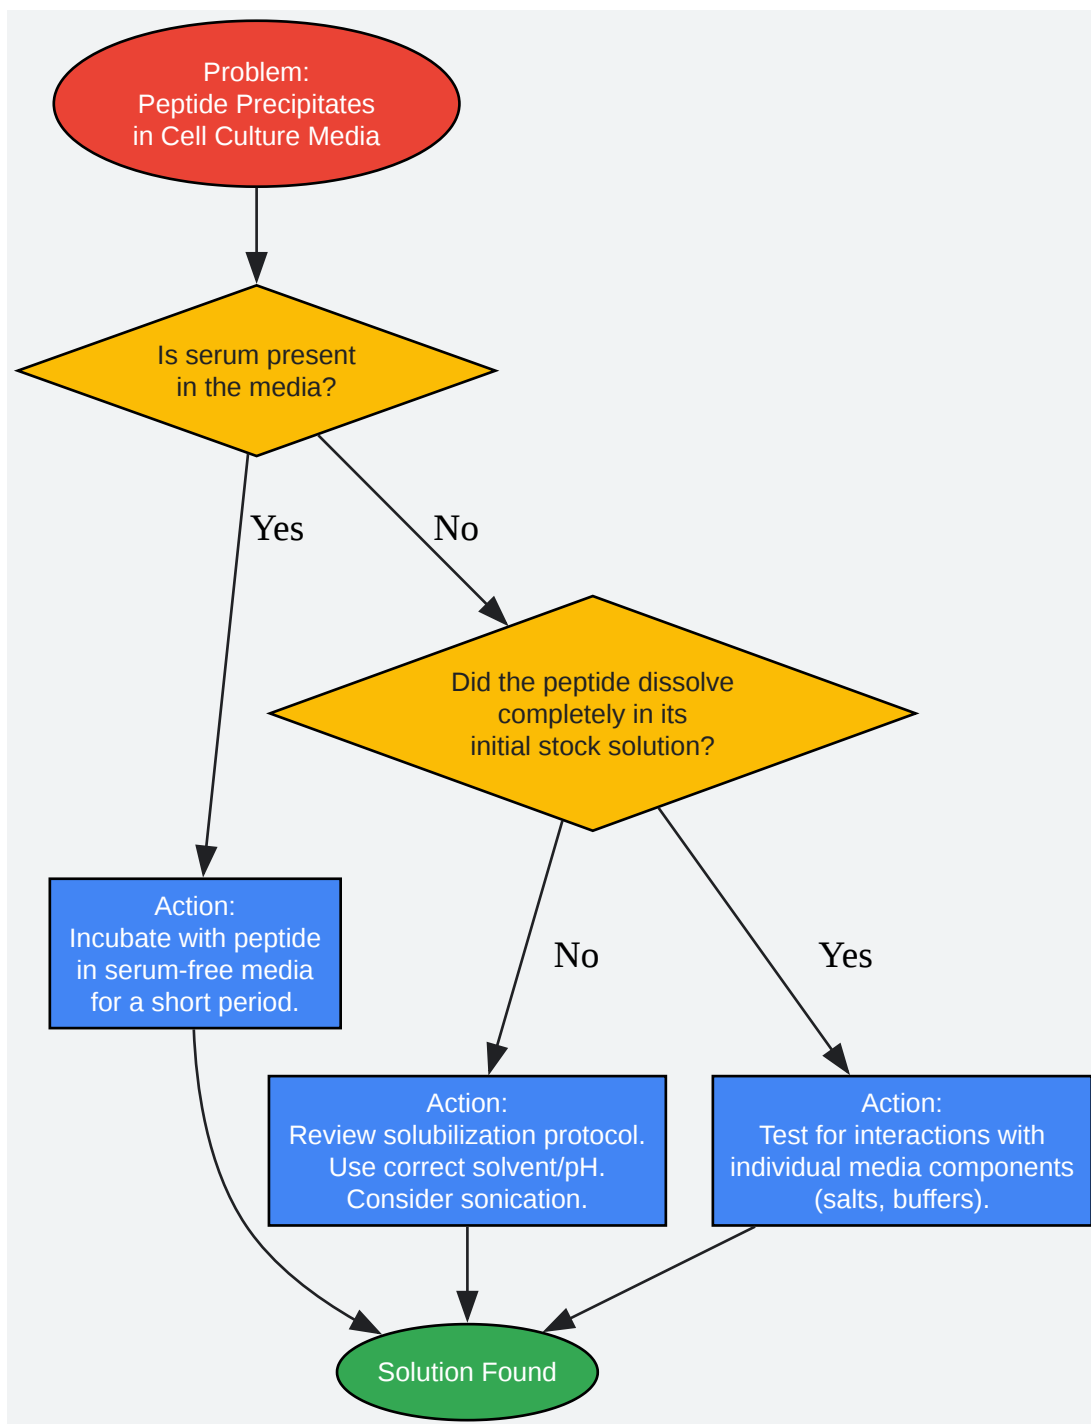 Problem:
Peptide Precipitates
in Cell Culture Media
Is serum present
in the media?
Yes
No
Did the peptide dissolve
completely in its
initial stock solution?
Action:
Incubate with peptide
in serum-free media
for a short period.
No
Yes
Action:
Review solubilization protocol.
Use correct solvent/pH.
Consider sonication.
Action:
Test for interactions with
individual media components
(salts, buffers).
Solution Found